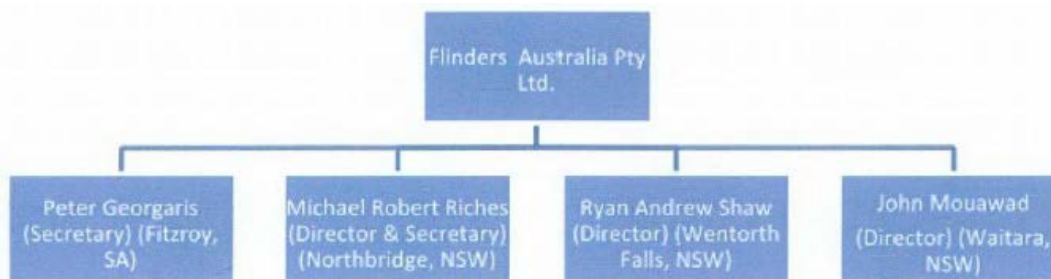 Flinders Australia Pty
Ltd.
Peter Georgaris
(Secretary) (Fitzroy,
SA)
Michael Robert Riches
(Director & Secretary)
(Northbridge, NSW)
Ryan Andrew Shaw
(Director) (Wentorth
Falls, NSW)
John Mouawad
(Director) (Waitara,
NSW)